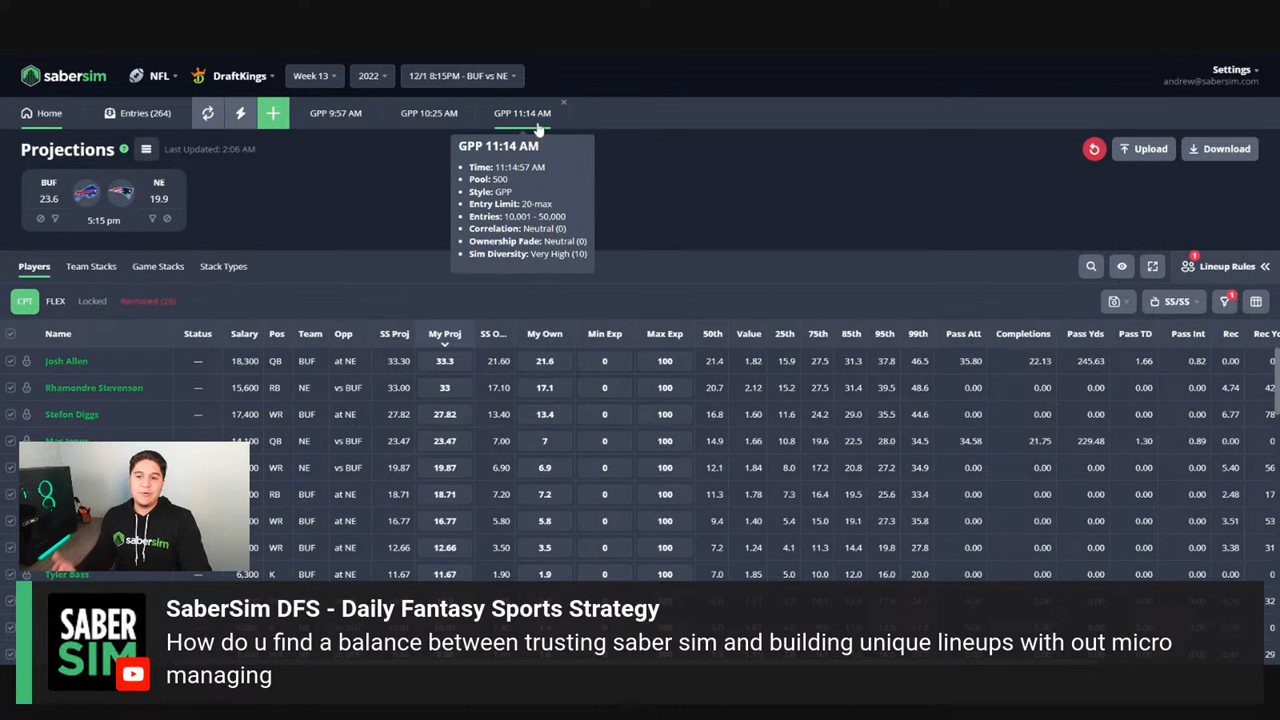 sabersim NFL DraftKings Week 13 2022 12/1 8:15PM - BUF vs NE Settings
andrew@sabersim.com
Home Entries (264) + GPP 9:57 AM GPP 10:25 AM GPP 11:14 AM ×
Projections ? Last Updated: 2:06 AM Upload Download
GPP 11:14 AM
Time: 11:14:57 AM
Pool: 500
Style: GPP
Entry Limit: 20-max
Entries: 10,001 - 50,000
Correlation: Neutral (0)
Ownership Fade: Neutral (0)
Sim Diversity: Very High (10)
BUF NE
23.6 19.9
5:15 pm
Players Team Stacks Game Stacks Stack Types 1 Lineup Rules
CPT FLEX Locked Removed (28) SS/SS 1
Name Status Salary Pos Team Opp SS Proj My Proj SS O... My Own Min Exp Max Exp 50th Value 25th 75th 85th 95th 99th Pass Att Completions Pass Yds Pass TD Pass Int Rec Rec Yd
Josh Allen — 18,300 QB BUF at NE 33.30 33.3 21.60 21.6 0 100 21.4 1.82 15.9 27.5 31.3 37.8 46.5 35.80 22.13 245.63 1.66 0.82 0.00 0
Rhamondre Stevenson — 15,600 RB NE vs BUF 33.00 33 17.10 17.1 0 100 20.7 2.12 15.2 27.5 31.4 39.5 48.6 0.00 0.00 0.00 0.00 0.00 4.74 42
Stefon Diggs — 17,400 WR BUF at NE 27.82 27.82 13.40 13.4 0 100 16.8 1.60 11.6 24.2 29.0 35.5 44.6 0.00 0.00 0.00 0.00 0.00 6.77 78
Mac Jones — 14,100 QB NE vs BUF 23.47 23.47 7.00 7 0 100 14.9 1.66 10.8 19.6 22.5 28.0 34.5 34.58 21.75 229.48 1.30 0.89 0.00 0
WR NE vs BUF 19.87 19.87 6.90 6.9 0 100 12.1 1.84 8.0 17.2 20.8 27.2 34.9 0.00 0.00 0.00 0.00 0.00 5.40 56
RB BUF at NE 18.71 18.71 7.20 7.2 0 100 11.3 1.78 7.3 16.4 19.5 25.6 33.4 0.00 0.00 0.00 0.00 0.00 2.48 17
WR BUF at NE 16.77 16.77 5.80 5.8 0 100 9.4 1.40 5.4 15.1 19.1 27.3 35.8 0.00 0.00 0.00 0.00 0.00 3.51 53
WR BUF at NE 12.66 12.66 3.50 3.5 0 100 7.2 1.24 4.1 11.3 14.4 19.8 27.8 0.00 0.00 0.00 0.00 0.00 3.38 31
Tyler Bass — 6,300 K BUF at NE 11.67 11.67 1.90 1.9 0 100 7.0 1.85 5.0 10.0 12.0 16.0 21.0 0.00 0.00 0.00 0.00 0.00 0.00 0
sabersim
SABER
SIM
SaberSim DFS - Daily Fantasy Sports Strategy
How do u find a balance between trusting saber sim and building unique lineups with out micro
managing